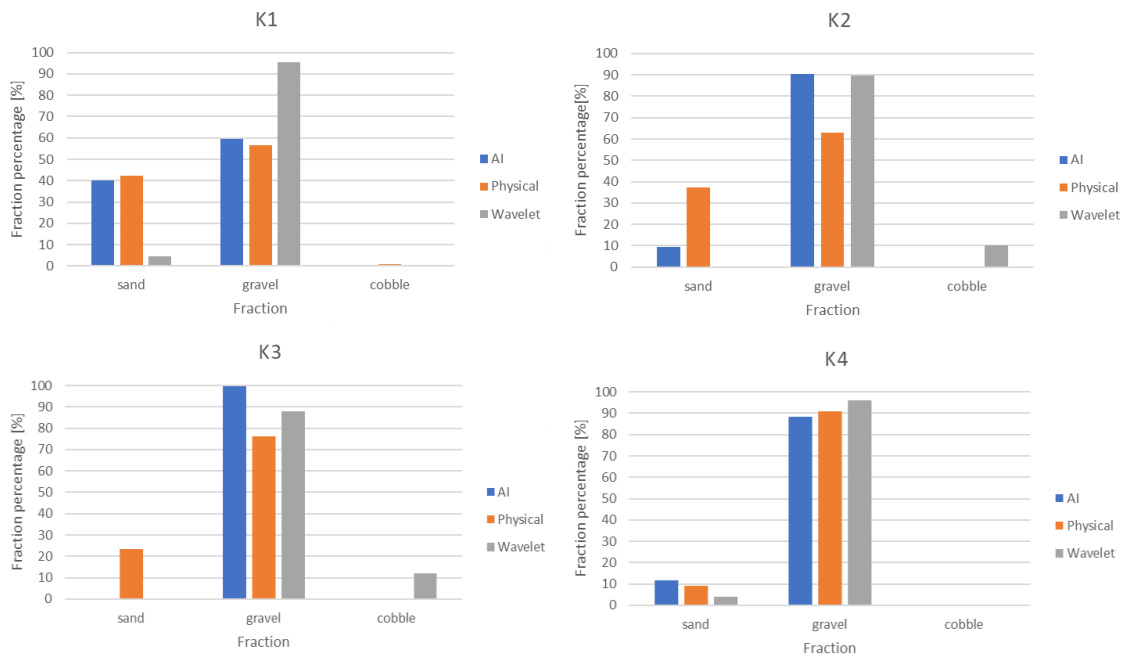 K1
Fraction percentage [%]
100
90
80
70
60
50
40
30
20
10
0
sand
gravel
cobble
Fraction
AI
Physical
Wavelet
K2
Fraction percentage[%]
100
90
80
70
60
50
40
30
20
10
0
sand
gravel
cobble
Fraction
AI
Physical
Wavelet
K3
Fraction percentage [%]
100
90
80
70
60
50
40
30
20
10
0
sand
gravel
cobble
Fraction
AI
Physical
Wavelet
K4
Fraction percentage [%]
100
90
80
70
60
50
40
30
20
10
0
sand
gravel
cobble
Fraction
AI
Physical
Wavelet